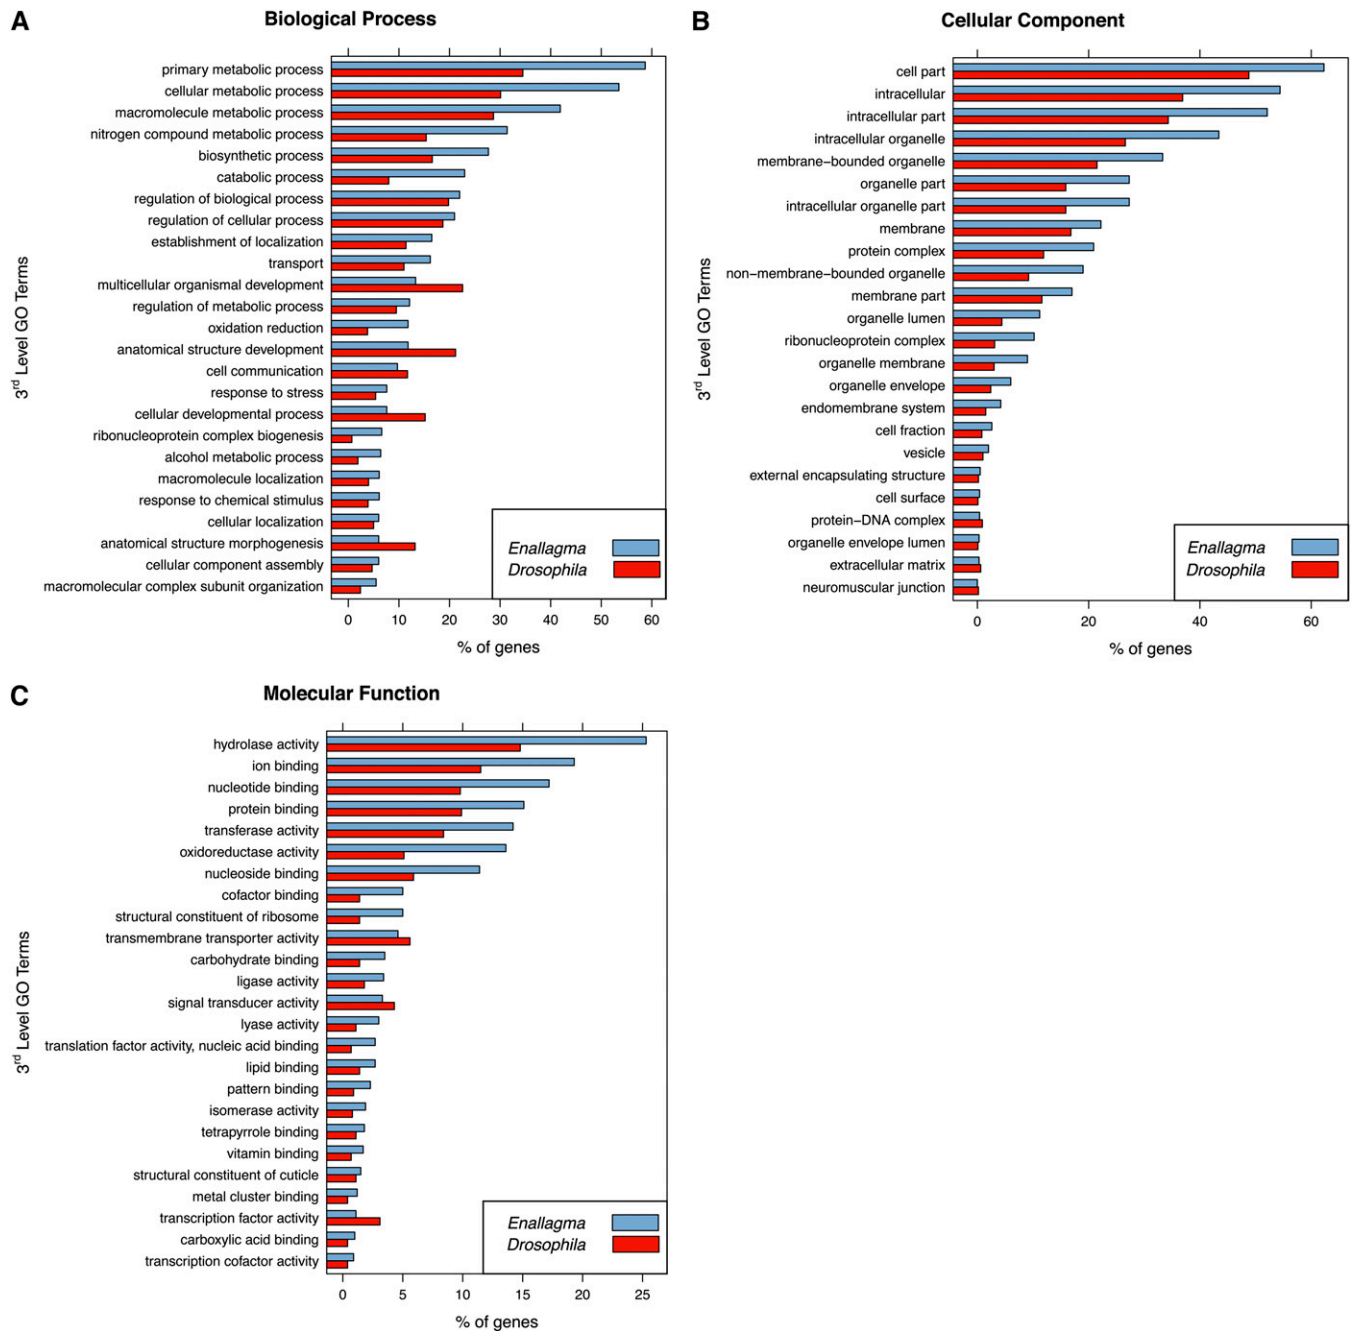 A
Biological Process
3rd Level GO Terms
primary metabolic process
cellular metabolic process
macromolecule metabolic process
nitrogen compound metabolic process
biosynthetic process
catabolic process
regulation of biological process
regulation of cellular process
establishment of localization
transport
multicellular organismal development
regulation of metabolic process
oxidation reduction
anatomical structure development
cell communication
response to stress
cellular developmental process
ribonucleoprotein complex biogenesis
alcohol metabolic process
macromolecule localization
response to chemical stimulus
cellular localization
anatomical structure morphogenesis
cellular component assembly
macromolecular complex subunit organization
Enallagma
Drosophila
0 10 20 30 40 50 60
% of genes
B
Cellular Component
3rd Level GO Terms
cell part
intracellular
intracellular part
intracellular organelle
membrane−bounded organelle
organelle part
intracellular organelle part
membrane
protein complex
non−membrane−bounded organelle
membrane part
organelle lumen
ribonucleoprotein complex
organelle membrane
organelle envelope
endomembrane system
cell fraction
vesicle
external encapsulating structure
cell surface
protein−DNA complex
organelle envelope lumen
extracellular matrix
neuromuscular junction
Enallagma
Drosophila
0 20 40 60
% of genes
C
Molecular Function
3rd Level GO Terms
hydrolase activity
ion binding
nucleotide binding
protein binding
transferase activity
oxidoreductase activity
nucleoside binding
cofactor binding
structural constituent of ribosome
transmembrane transporter activity
carbohydrate binding
ligase activity
signal transducer activity
lyase activity
translation factor activity, nucleic acid binding
lipid binding
pattern binding
isomerase activity
tetrapyrrole binding
vitamin binding
structural constituent of cuticle
metal cluster binding
transcription factor activity
carboxylic acid binding
transcription cofactor activity
Enallagma
Drosophila
0 5 10 15 20 25
% of genes